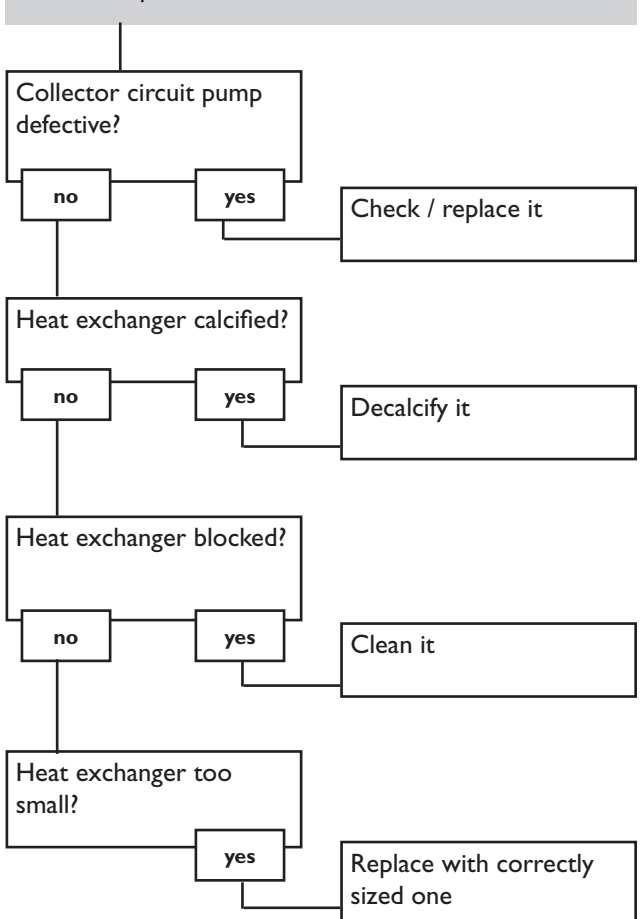 Collector circuit pump
defective?
no
yes
Check / replace it
Heat exchanger calcified?
no
yes
Decalcify it
Heat exchanger blocked?
no
yes
Clean it
Heat exchanger too
small?
yes
Replace with correctly
sized one